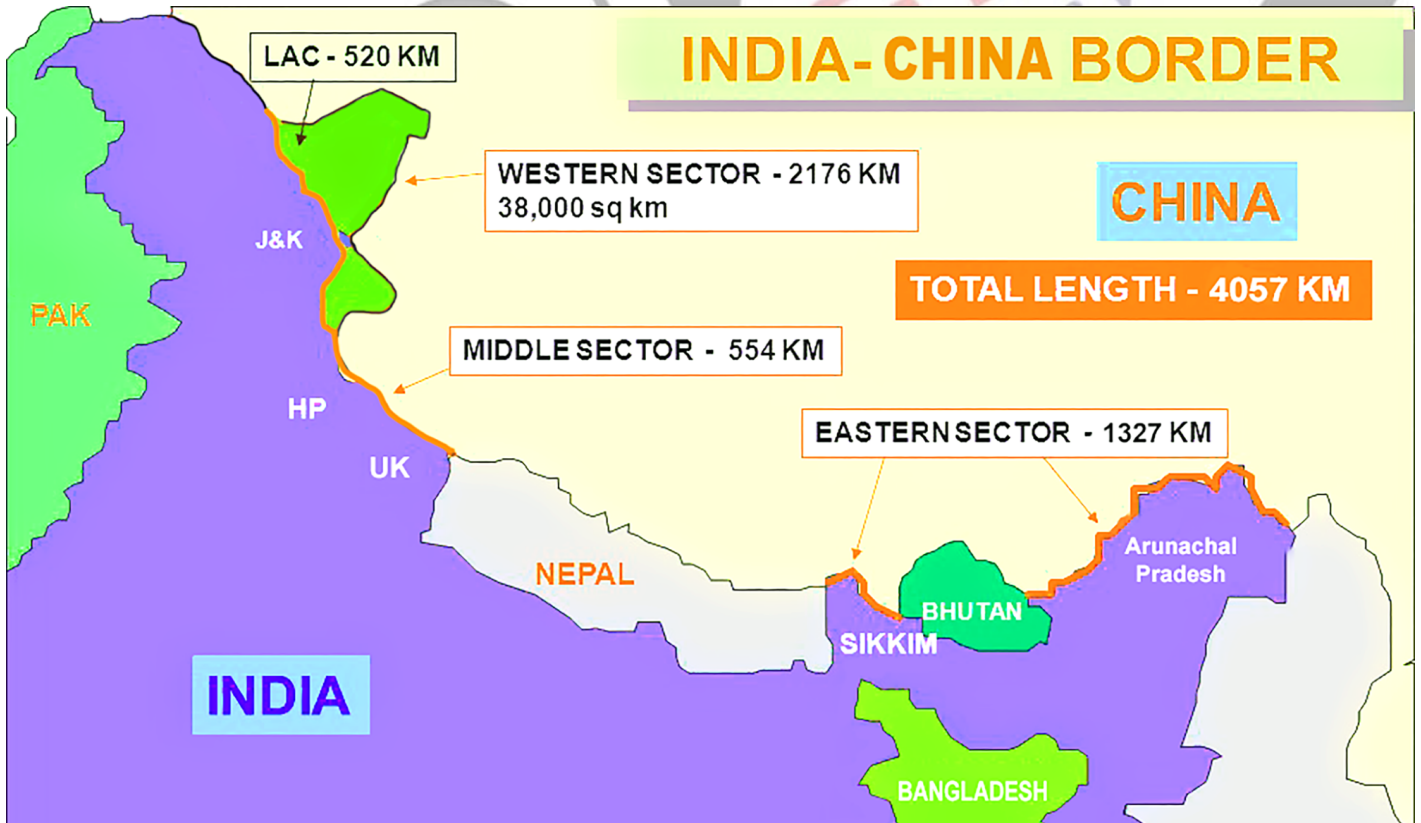 INDIA- CHINA BORDER
LAC - 520 KM
WESTERN SECTOR - 2176 KM
38,000 sq km
CHINA
J&K
TOTAL LENGTH - 4057 KM
PAK
MIDDLE SECTOR - 554 KM
HP
EASTERN SECTOR - 1327 KM
UK
Arunachal
Pradesh
NEPAL
BHUTAN
SIKKIM
INDIA
BANGLADESH